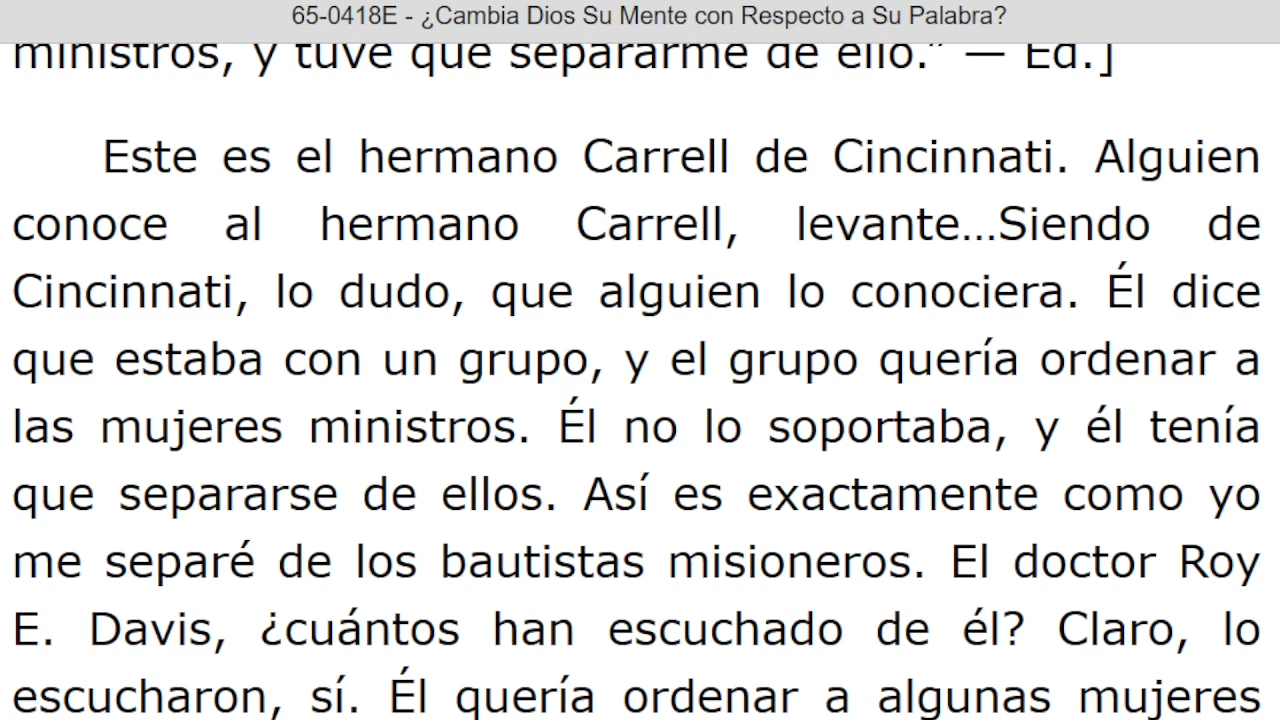 65-0418E - ¿Cambia Dios Su Mente con Respecto a Su Palabra?
ministros, y tuve que separarme de ello.” — Ed.]
Este es el hermano Carrell de Cincinnati. Alguien
conoce al hermano Carrell, levante…Siendo de
Cincinnati, lo dudo, que alguien lo conociera. Él dice
que estaba con un grupo, y el grupo quería ordenar a
las mujeres ministros. Él no lo soportaba, y él tenía
que separarse de ellos. Así es exactamente como yo
me separé de los bautistas misioneros. El doctor Roy
E. Davis, ¿cuántos han escuchado de él? Claro, lo
escucharon, sí. Él quería ordenar a algunas mujeres